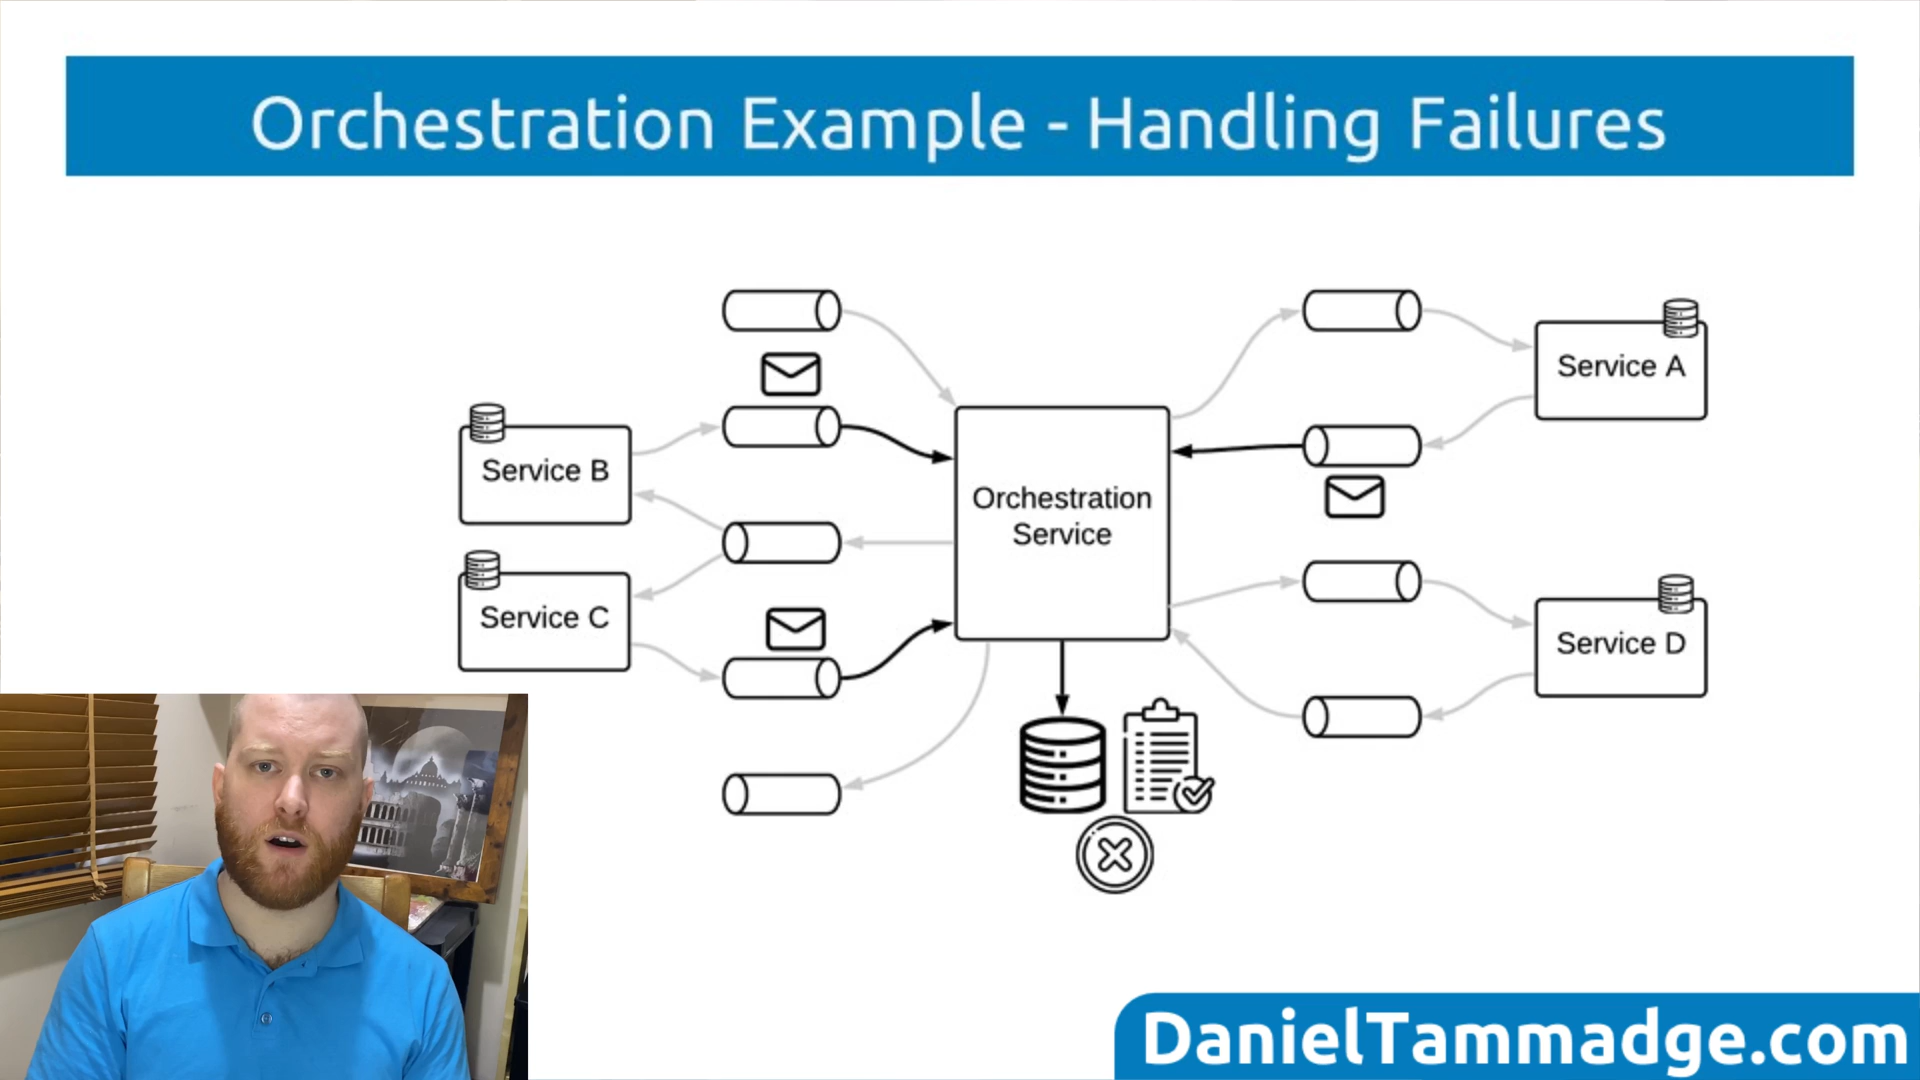 Orchestration Example - Handling Failures
Service A
Service B
Orchestration
Service
Service C
Service D
DanielTammadge.com